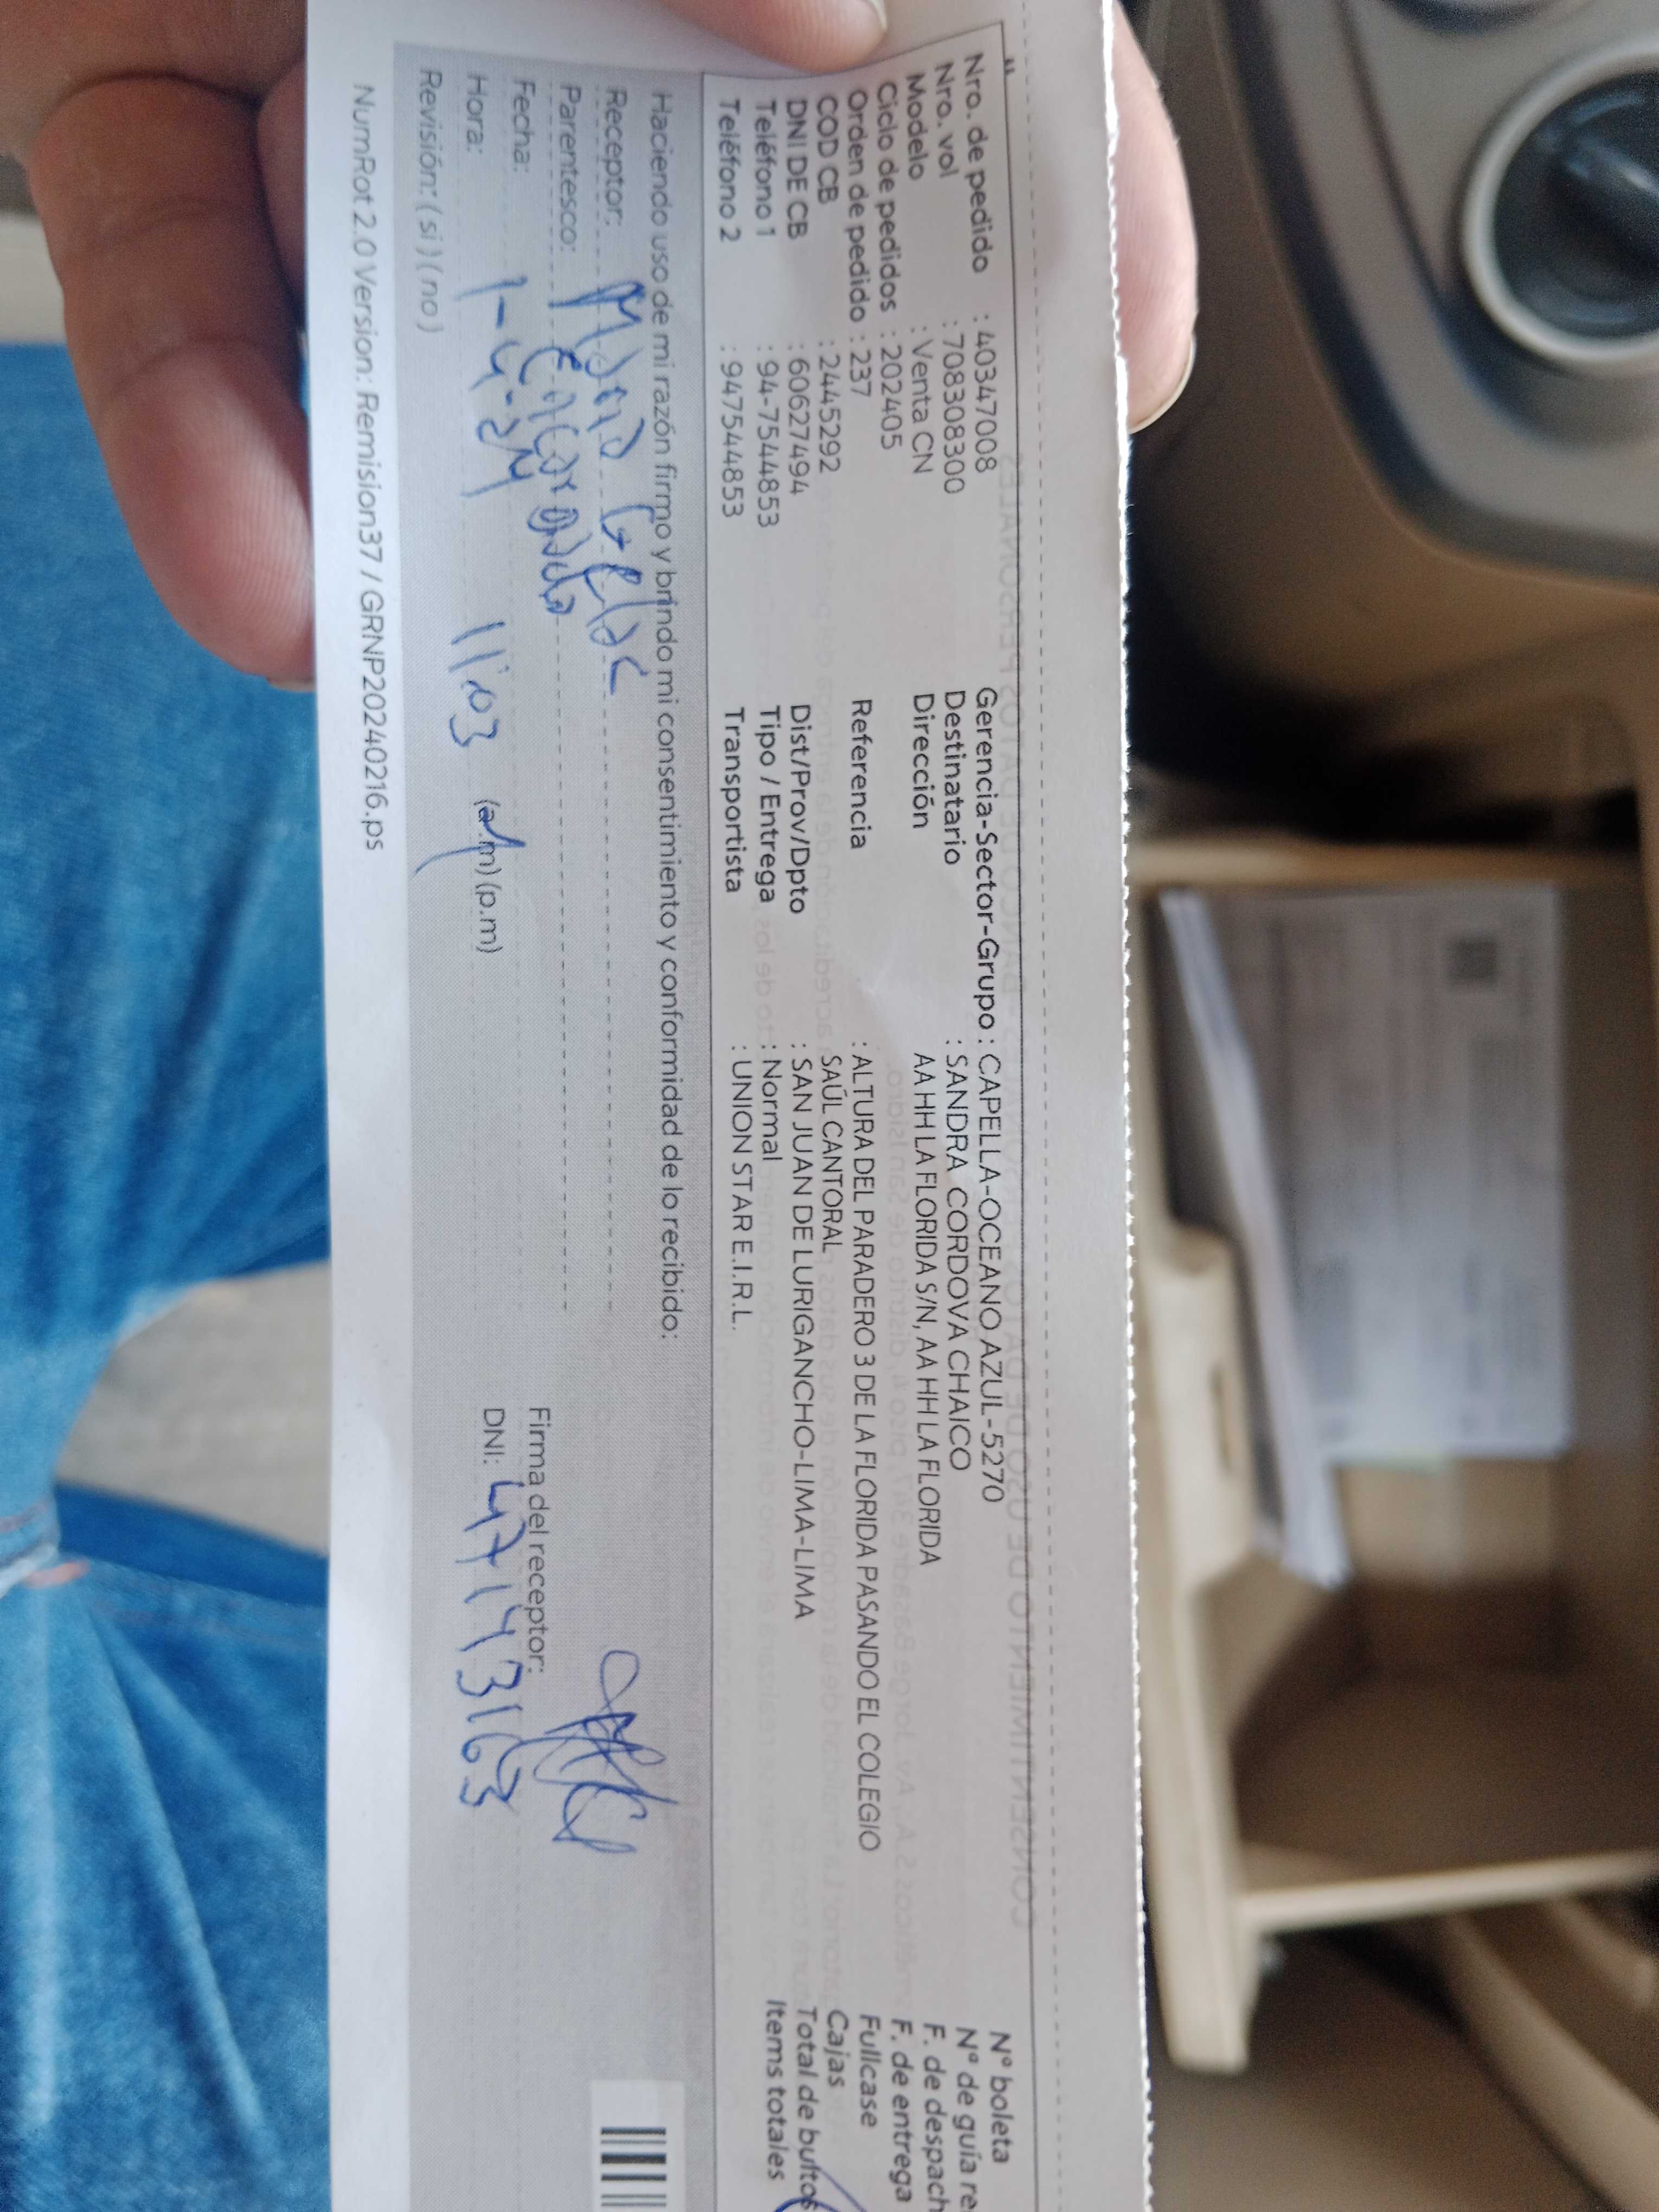 Nro. de pedido : 40347008
Nro. vol : 708308300
Modelo : Venta CN
Ciclo de pedidos : 202405
Orden de pedido : 237
COD CB : 24445292
DNI DE CB : 60627494
Teléfono 1 : 94-7544853
Teléfono 2 : 947544853
Gerencia-Sector-Grupo : CAPELLA-OCEANO AZUL-5270
Destinatario : SANDRA CORDOVA CHAICO
Dirección : AA HH LA FLORIDA S/N, AA HH LA FLORIDA
Referencia : ALTURA DEL PARADERO 3 DE LA FLORIDA PASANDO EL COLEGIO
SAÚL CANTORAL
Dist/Prov/Dpto : SAN JUAN DE LURIGANCHO-LIMA-LIMA
Tipo / Entrega : Normal
Transportista : UNION STAR E.I.R.L.
N° boleta
N° de guía re
F. de despach
F. de entrega
Fullcase
Cajas
Total de bultos
Items totales
Haciendo uso de mi razón firmo y brindo mi consentimiento y conformidad de lo recibido:
Receptor:
Parentesco: Encargado
Fecha: 1-4-24
Hora: 11:03 (a.m) (p.m)
Revisión: ( si ) ( no )
Firma del receptor:
DNI: 47143163
NumRot 2.0 Version: Remision37 / GRNP20240216.ps